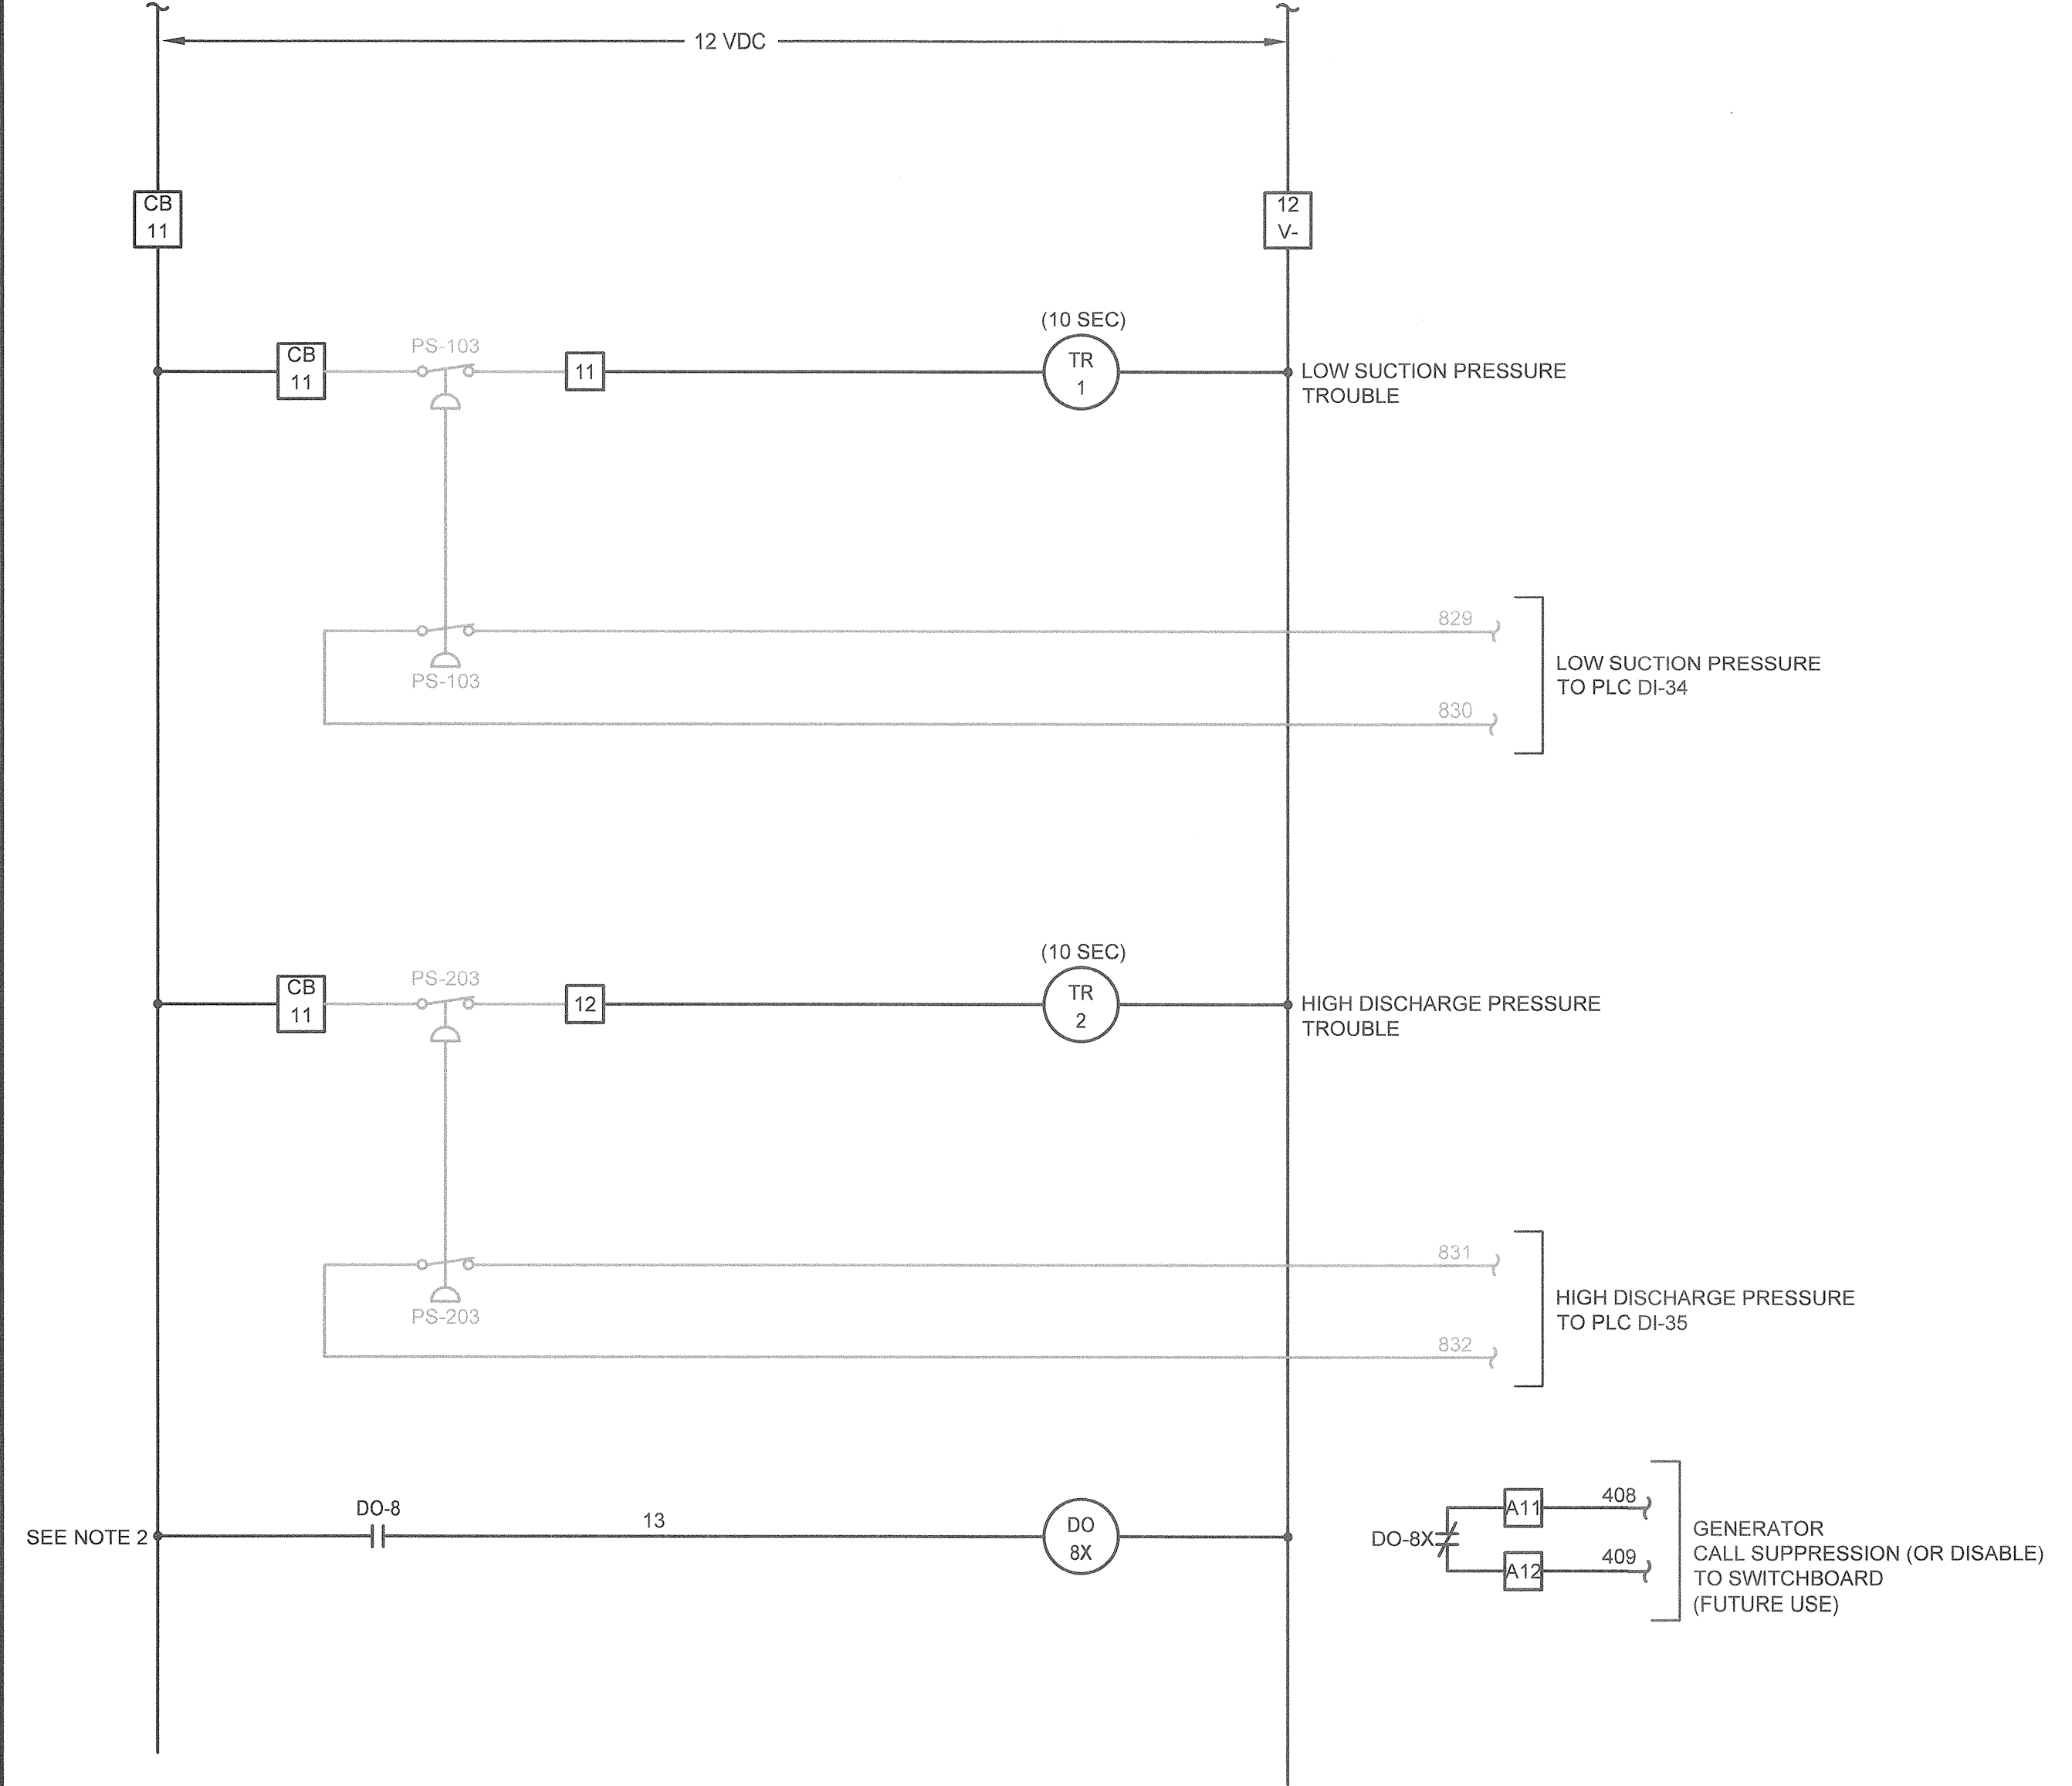 12 VDC
CB
11
12
V-
(10 SEC)
CB
11
PS-103
11
TR
1
LOW SUCTION PRESSURE
TROUBLE
829
PS-103
LOW SUCTION PRESSURE
TO PLC DI-34
830
(10 SEC)
CB
11
PS-203
12
TR
2
HIGH DISCHARGE PRESSURE
TROUBLE
831
PS-203
HIGH DISCHARGE PRESSURE
TO PLC DI-35
832
SEE NOTE 2
DO-8
13
DO
8X
DO-8X
A11
408
A12
409
GENERATOR
CALL SUPPRESSION (OR DISABLE)
TO SWITCHBOARD
(FUTURE USE)